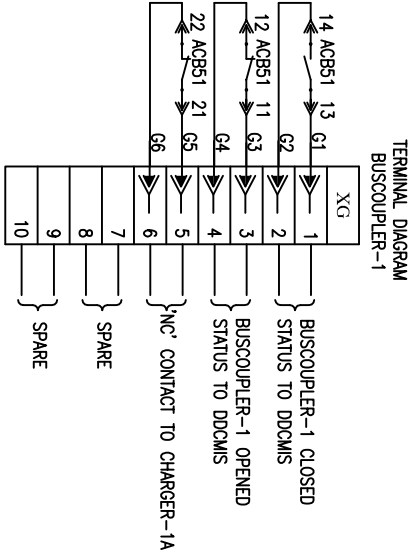 TERMINAL DIAGRAM
BUSCOUPLER-1
XG
14 ACB51 13
G1
1
G2
2
BUSCOUPLER-1 CLOSED
STATUS TO DDCMIS
12 ACB51 11
G3
3
G4
4
BUSCOUPLER-1 OPENED
STATUS TO DDCMIS
22 ACB51 21
G5
5
G6
6
'NC' CONTACT TO CHARGER-1A
7
8
SPARE
9
10
SPARE